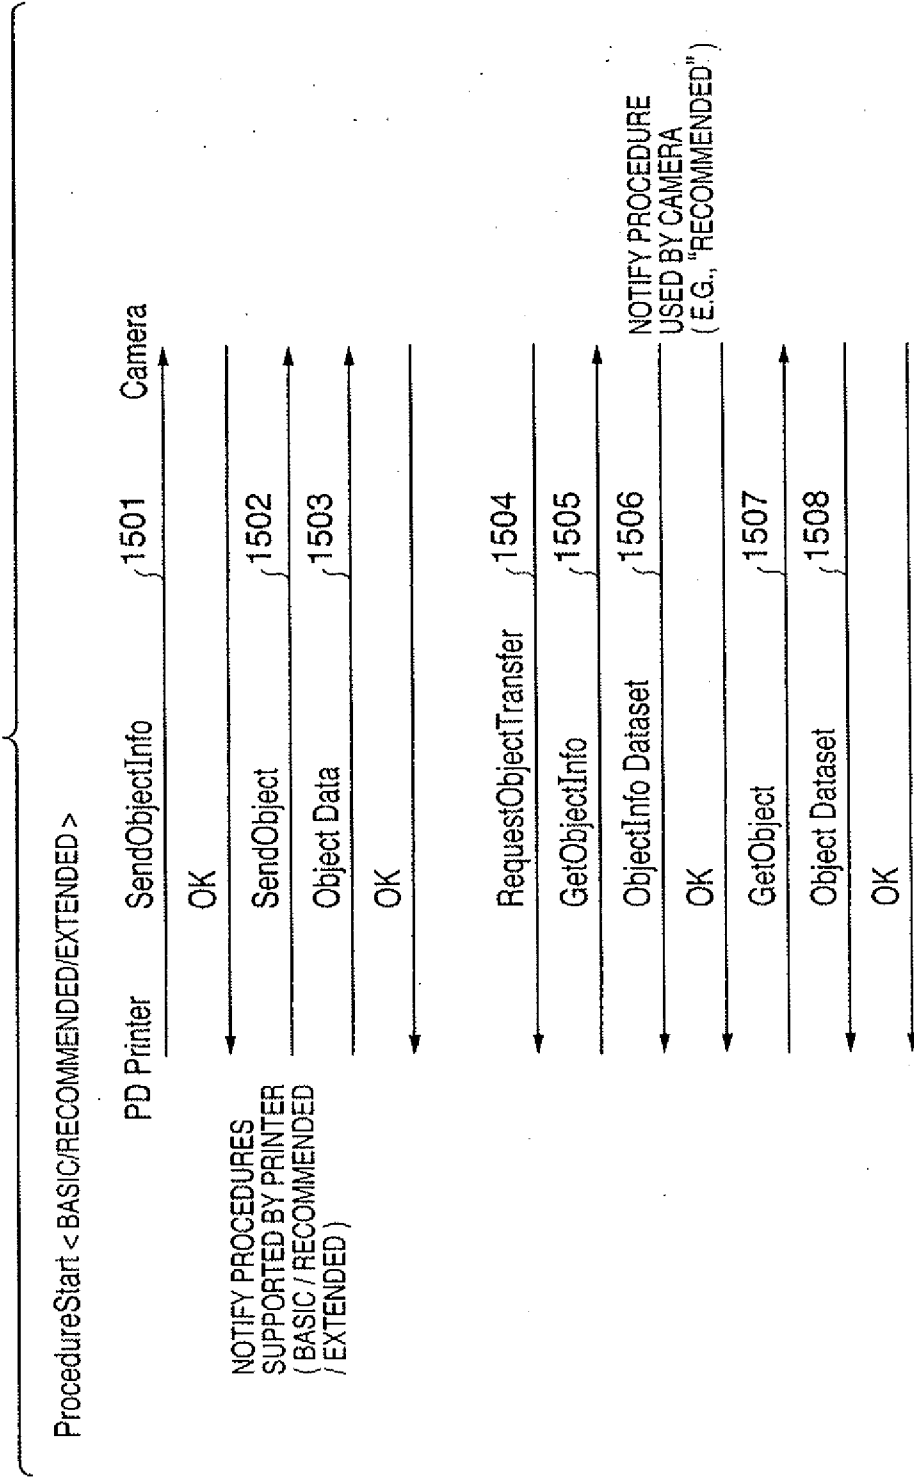 ProcedureStart < BASIC/RECOMMENDED/EXTENDED >
PD Printer
Camera
SendObjectInfo
1501
OK
NOTIFY PROCEDURES
SUPPORTED BY PRINTER
( BASIC / RECOMMENDED
/ EXTENDED )
SendObject
1502
Object Data
1503
OK
RequestObjectTransfer
1504
GetObjectInfo
1505
ObjectInfo Dataset
1506
NOTIFY PROCEDURE
USED BY CAMERA
( E.G., "RECOMMENDED" )
OK
GetObject
1507
Object Dataset
1508
OK